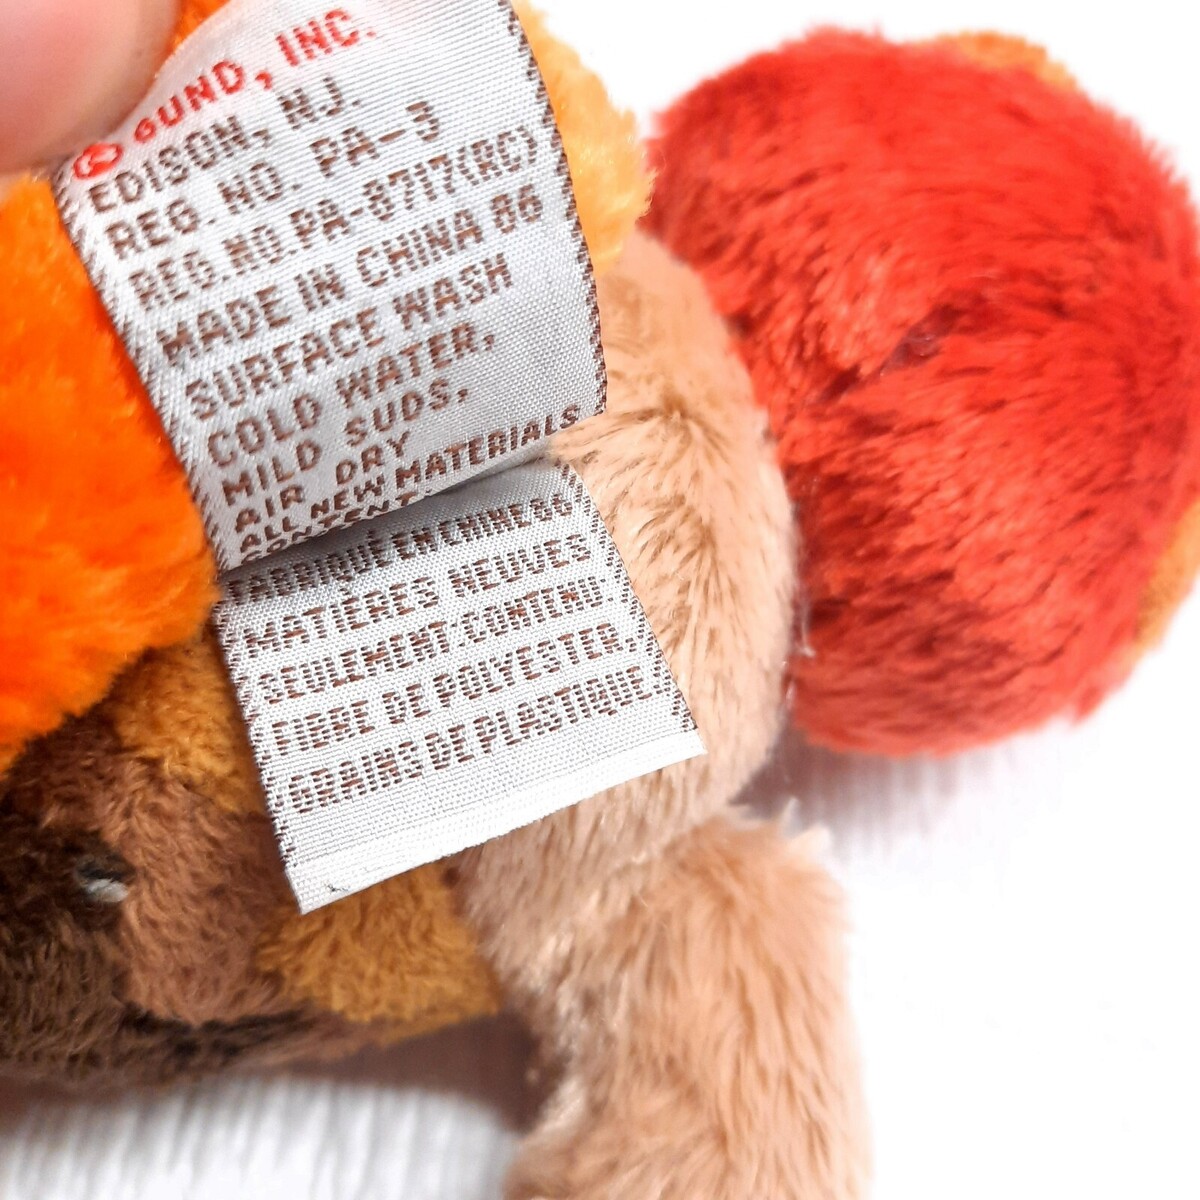 © GUND, INC.
EDISON, NJ.
REG. NO. PA-3
REG. NO. PA-8717(RC)
MADE IN CHINA 86
SURFACE WASH
COLD WATER,
MILD SUDS.
AIR DRY
ALL NEW MATERIALS
CONTENT:
FABRIQUÉ EN CHINE 86
MATIÈRES NEUVES
SEULEMENT·CONTENU:
FIBRE DE POLYESTER,
GRAINS DE PLASTIQUE.